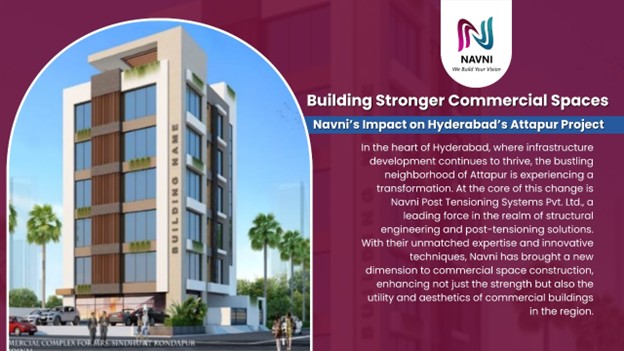 NAVNI
We Build Your Vision
Building Stronger Commercial Spaces
Navni's Impact on Hyderabad's Attapur Project
In the heart of Hyderabad, where infrastructure
development continues to thrive, the bustling
neighborhood of Attapur is experiencing a
transformation. At the core of this change is
Navni Post Tensioning Systems Pvt. Ltd., a
leading force in the realm of structural
engineering and post-tensioning solutions.
With their unmatched expertise and innovative
techniques, Navni has brought a new
dimension to commercial space construction,
enhancing not just the strength but also the
utility and aesthetics of commercial buildings
in the region.
BUILDING NAME
MERCIAL COMPLEX FOR MRS. SINDHU AT KONDAPUR